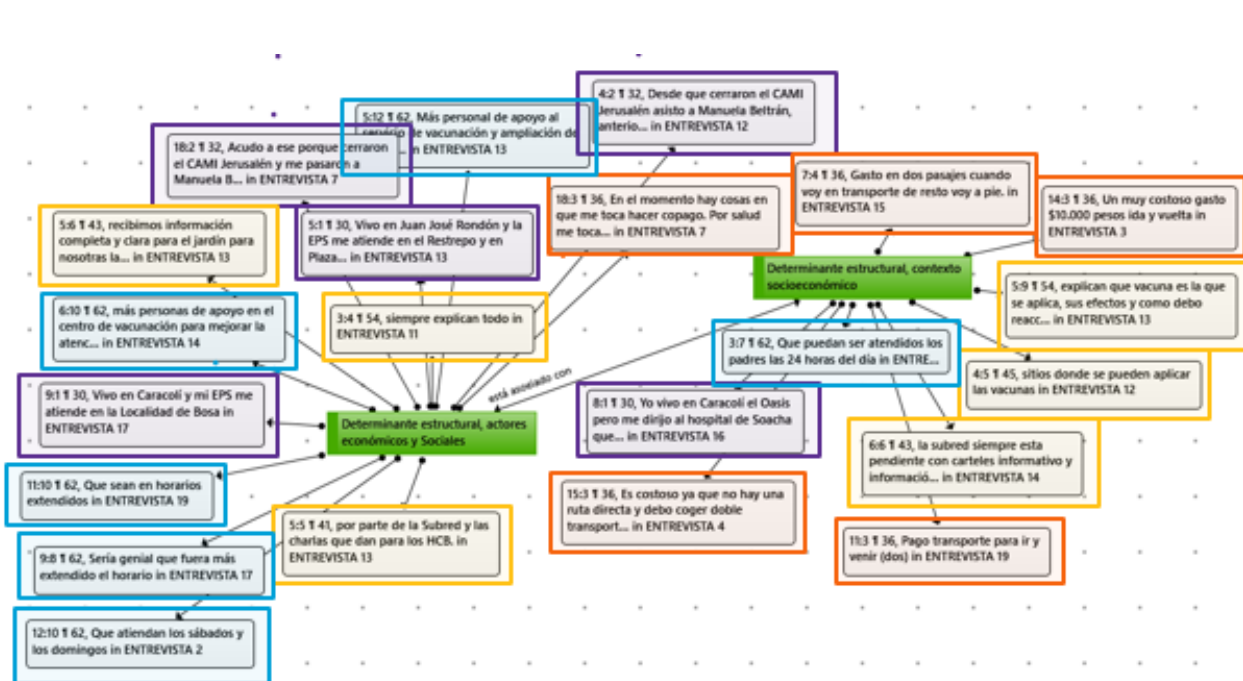 4:2 ¶ 32, Desde que cerraron el CAMI
Jerusalén asisto a Manuela Beltrán,
anterio... in ENTREVISTA 12
5:12 ¶ 62, Más personal de apoyo al
servicio de vacunación y ampliación de
... in ENTREVISTA 13
18:2 ¶ 32, Acudo a ese porque cerraron
el CAMI Jerusalén y me pasaron a
Manuela B... in ENTREVISTA 7
7:4 ¶ 36, Gasto en dos pasajes cuando
voy en transporte de resto voy a pie. in
ENTREVISTA 15
18:3 ¶ 36, En el momento hay cosas en
que me toca hacer copago. Por salud
me toca... in ENTREVISTA 7
14:3 ¶ 36, Un muy costoso gasto
$10.000 pesos ida y vuelta in
ENTREVISTA 3
5:6 ¶ 43, recibimos información
completa y clara para el jardín para
nosotras la... in ENTREVISTA 13
5:1 ¶ 30, Vivo en Juan José Rondón y la
EPS me atiende en el Restrepo y en
Plaza... in ENTREVISTA 13
Determinante estructural, contexto
socioeconómico
5:9 ¶ 54, explican que vacuna es la que
se aplica, sus efectos y como debo
reacc... in ENTREVISTA 13
6:10 ¶ 62, más personas de apoyo en el
centro de vacunación para mejorar la
atenc... in ENTREVISTA 14
3:4 ¶ 54, siempre explican todo in
ENTREVISTA 11
3:7 ¶ 62, Que puedan ser atendidos los
padres las 24 horas del día in ENTRE...
4:5 ¶ 45, sitios donde se pueden aplicar
las vacunas in ENTREVISTA 12
está asociado con
9:1 ¶ 30, Vivo en Caracolí y mi EPS me
atiende en la Localidad de Bosa in
ENTREVISTA 17
Determinante estructural, actores
económicos y Sociales
8:1 ¶ 30, Yo vivo en Caracolí el Oasis
pero me dirijo al hospital de Soacha
que... in ENTREVISTA 16
6:6 ¶ 43, la subred siempre esta
pendiente con carteles informativo y
informació... in ENTREVISTA 14
11:10 ¶ 62, Que sean en horarios
extendidos in ENTREVISTA 19
15:3 ¶ 36, Es costoso ya que no hay una
ruta directa y debo coger doble
transport... in ENTREVISTA 4
5:5 ¶ 41, por parte de la Subred y las
charlas que dan para los HCB. in
ENTREVISTA 13
11:3 ¶ 36, Pago transporte para ir y
venir (dos) in ENTREVISTA 19
9:8 ¶ 62, Sería genial que fuera más
extendido el horario in ENTREVISTA 17
12:10 ¶ 62, Que atiendan los sábados y
los domingos in ENTREVISTA 2